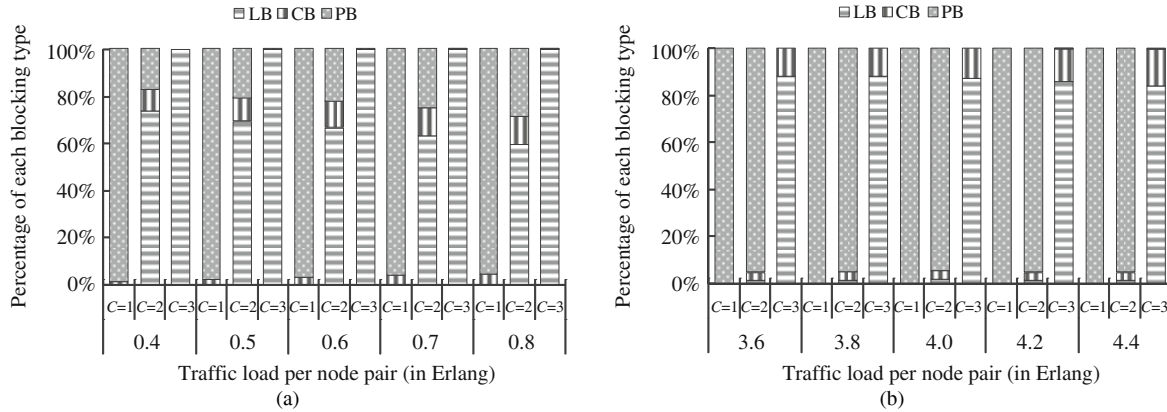 LB CB PB
Percentage of each blocking type
100%
80%
60%
40%
20%
0%
C=1 C=2 C=3 C=1 C=2 C=3 C=1 C=2 C=3 C=1 C=2 C=3 C=1 C=2 C=3
0.4 0.5 0.6 0.7 0.8
Traffic load per node pair (in Erlang)
(a)
LB CB PB
Percentage of each blocking type
100%
80%
60%
40%
20%
0%
C=1 C=2 C=3 C=1 C=2 C=3 C=1 C=2 C=3 C=1 C=2 C=3 C=1 C=2 C=3
3.6 3.8 4.0 4.2 4.4
Traffic load per node pair (in Erlang)
(b)